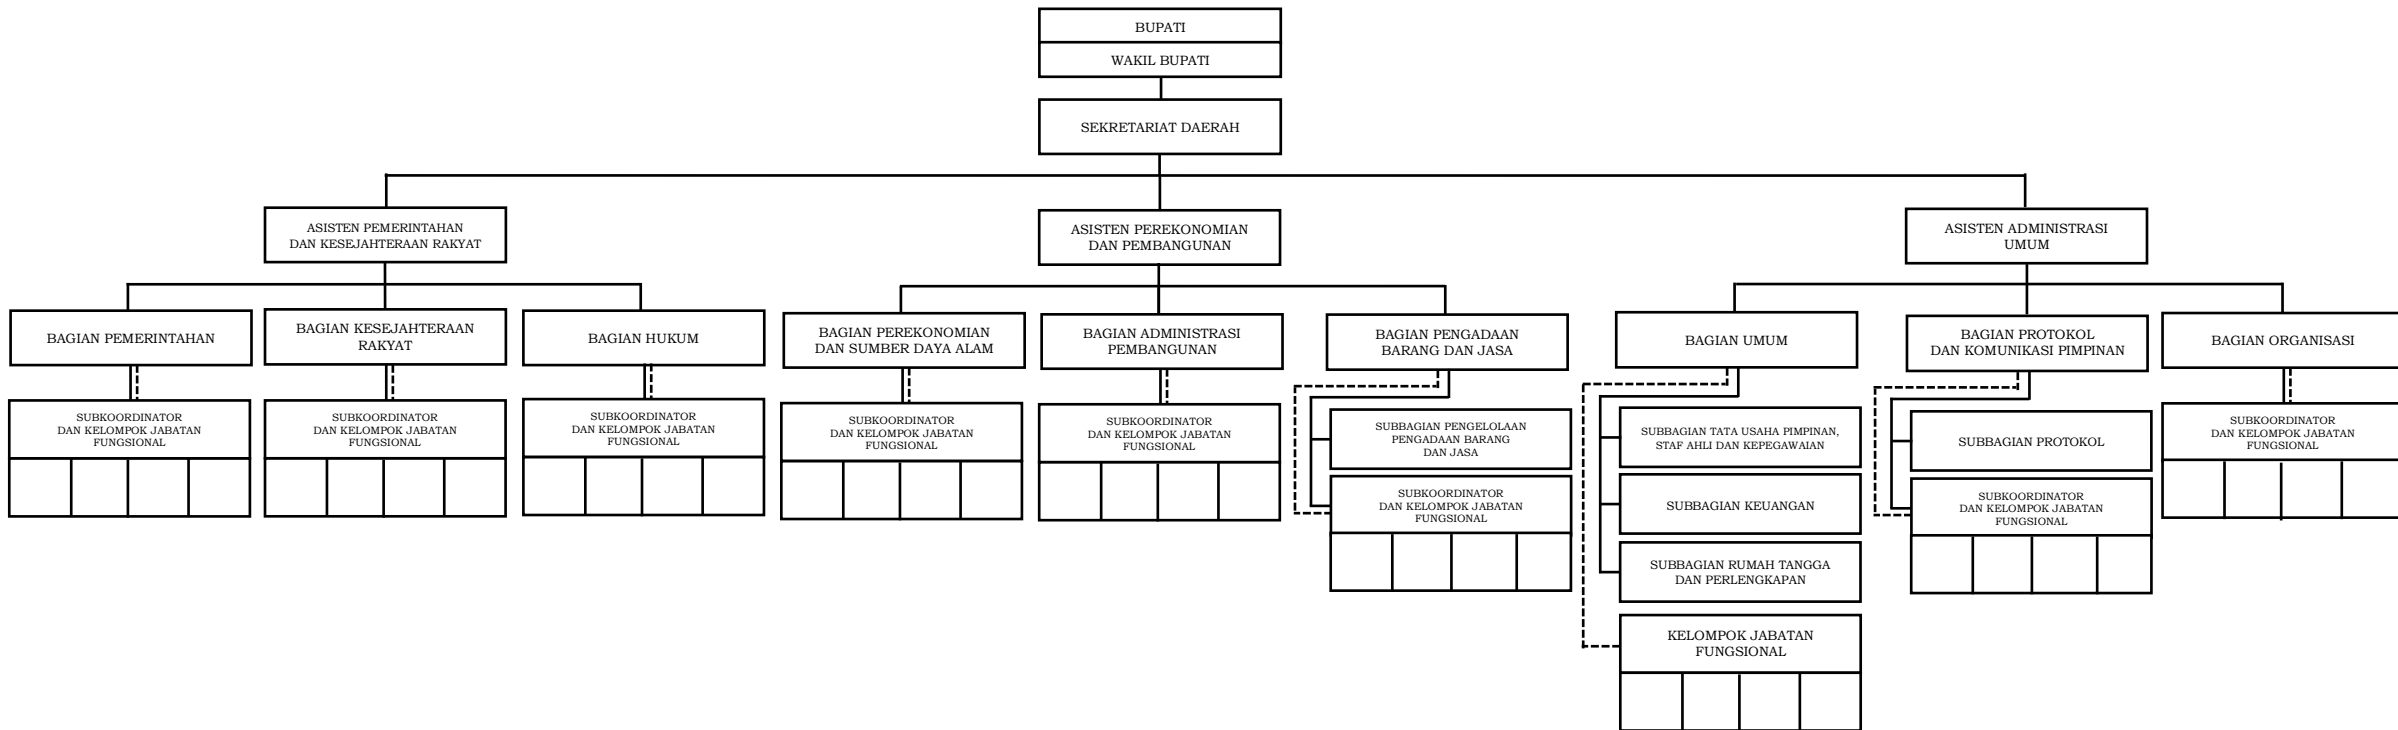 BUPATI
WAKIL BUPATI
SEKRETARIAT DAERAH
ASISTEN PEMERINTAHAN
DAN KESEJAHTERAAN RAKYAT
ASISTEN PEREKONOMIAN
DAN PEMBANGUNAN
ASISTEN ADMINISTRASI
UMUM
BAGIAN PEMERINTAHAN
BAGIAN KESEJAHTERAAN
RAKYAT
BAGIAN HUKUM
BAGIAN PEREKONOMIAN
DAN SUMBER DAYA ALAM
BAGIAN ADMINISTRASI
PEMBANGUNAN
BAGIAN PENGADAAN
BARANG DAN JASA
BAGIAN UMUM
BAGIAN PROTOKOL
DAN KOMUNIKASI PIMPINAN
BAGIAN ORGANISASI
SUBKOORDINATOR
DAN KELOMPOK JABATAN
FUNGSIONAL
SUBKOORDINATOR
DAN KELOMPOK JABATAN
FUNGSIONAL
SUBKOORDINATOR
DAN KELOMPOK JABATAN
FUNGSIONAL
SUBKOORDINATOR
DAN KELOMPOK JABATAN
FUNGSIONAL
SUBKOORDINATOR
DAN KELOMPOK JABATAN
FUNGSIONAL
SUBBAGIAN PENGELOLAAN
PENGADAAN BARANG
DAN JASA
SUBKOORDINATOR
DAN KELOMPOK JABATAN
FUNGSIONAL
SUBBAGIAN TATA USAHA PIMPINAN,
STAF AHLI DAN KEPEGAWAIAN
SUBBAGIAN KEUANGAN
SUBBAGIAN RUMAH TANGGA
DAN PERLENGKAPAN
KELOMPOK JABATAN
FUNGSIONAL
SUBBAGIAN PROTOKOL
SUBKOORDINATOR
DAN KELOMPOK JABATAN
FUNGSIONAL
SUBKOORDINATOR
DAN KELOMPOK JABATAN
FUNGSIONAL